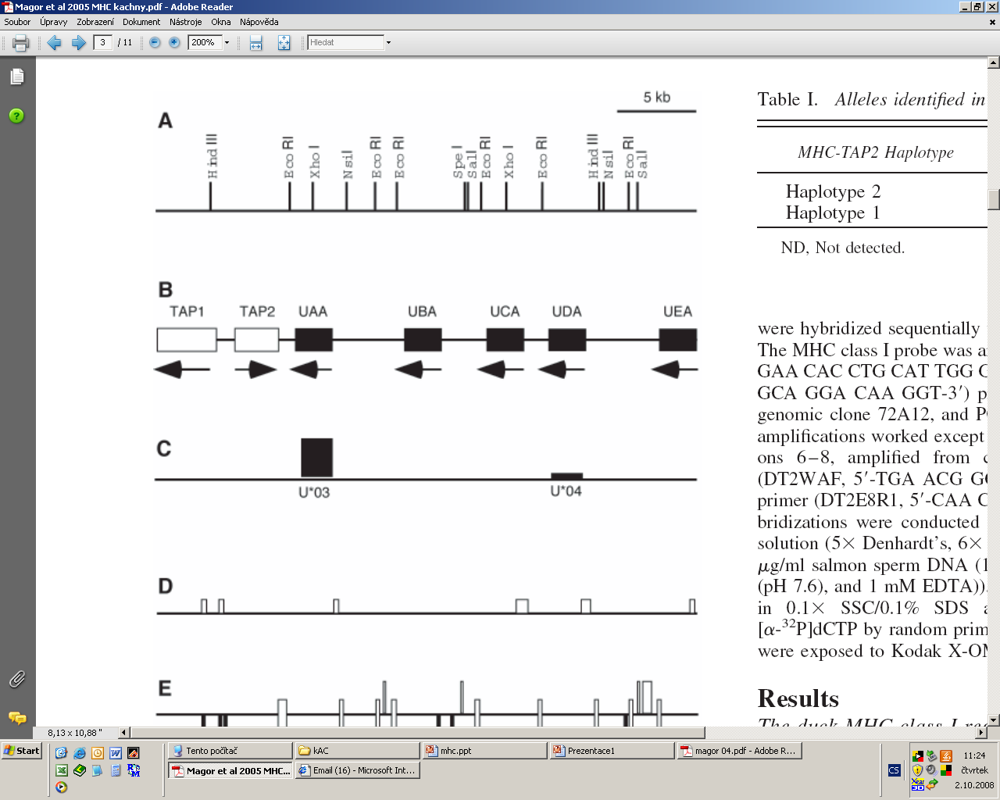 Magor et al 2005 MHC kachny.pdf - Adobe Reader
Soubor Úpravy Zobrazení Dokument Nástroje Okna Nápověda
3 / 11 200% Hledat
5 kb
A
Hind III Eco RI Xho I Nsil Eco RI Eco RI Spe I Sall Eco RI Xho I Eco RI Hind III Nsil Eco RI Sall
B
TAP1 TAP2 UAA UBA UCA UDA UEA
C
U*03 U*04
D
E
Table I. Alleles identified in
MHC-TAP2 Haplotype
Haplotype 2
Haplotype 1
ND, Not detected.
were hybridized sequentially
The MHC class I probe was a
GAA CAC CTG CAT TGG
GCA GGA CAA GGT-3′) p
genomic clone 72A12, and P
amplifications worked except
ons 6–8, amplified from c
(DT2WAF, 5′-TGA ACG G
primer (DT2E8R1, 5′-CAA C
bridizations were conducted
solution (5× Denhardt's, 6×
μg/ml salmon sperm DNA (1
(pH 7.6), and 1 mM EDTA))
in 0.1× SSC/0.1% SDS a
[α-³²P]dCTP by random prim
were exposed to Kodak X-O
Results
The duck MHC class I re
8,13 x 10,88 "
Start Tento počítač kAC mhc.ppt Prezentace1 magor 04.pdf - Adobe R...
Magor et al 2005 MHC... Email (16) - Microsoft Int...
CS
11:24
čtvrtek
2.10.2008